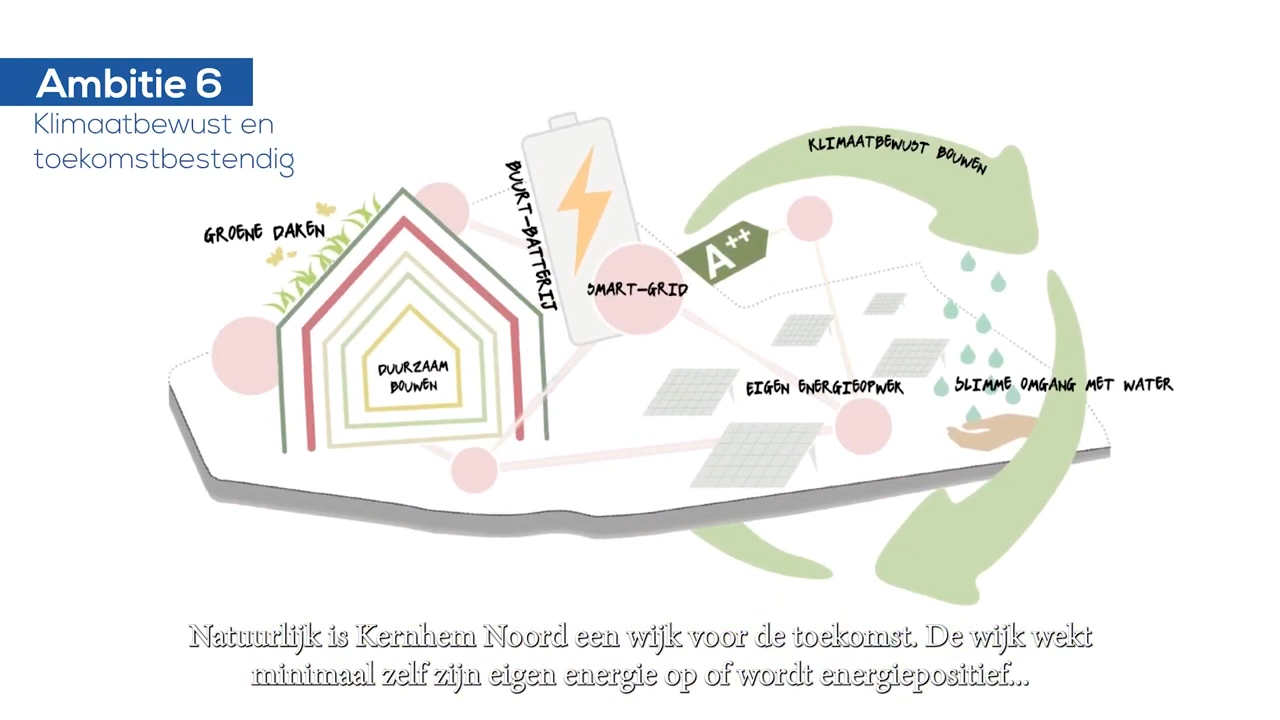 Ambitie 6
Klimaatbewust en
toekomstbestendig
KLIMAATBEWUST BOUWEN
GROENE DAKEN
BUURT-BATTERIJ
A++
SMART-GRID
DUURZAAM
BOUWEN
EIGEN ENERGIEOPWEK
SLIMME OMGANG MET WATER
Natuurlijk is Kernhem Noord een wijk voor de toekomst. De wijk wekt
minimaal zelf zijn eigen energie op of wordt energiepositief...